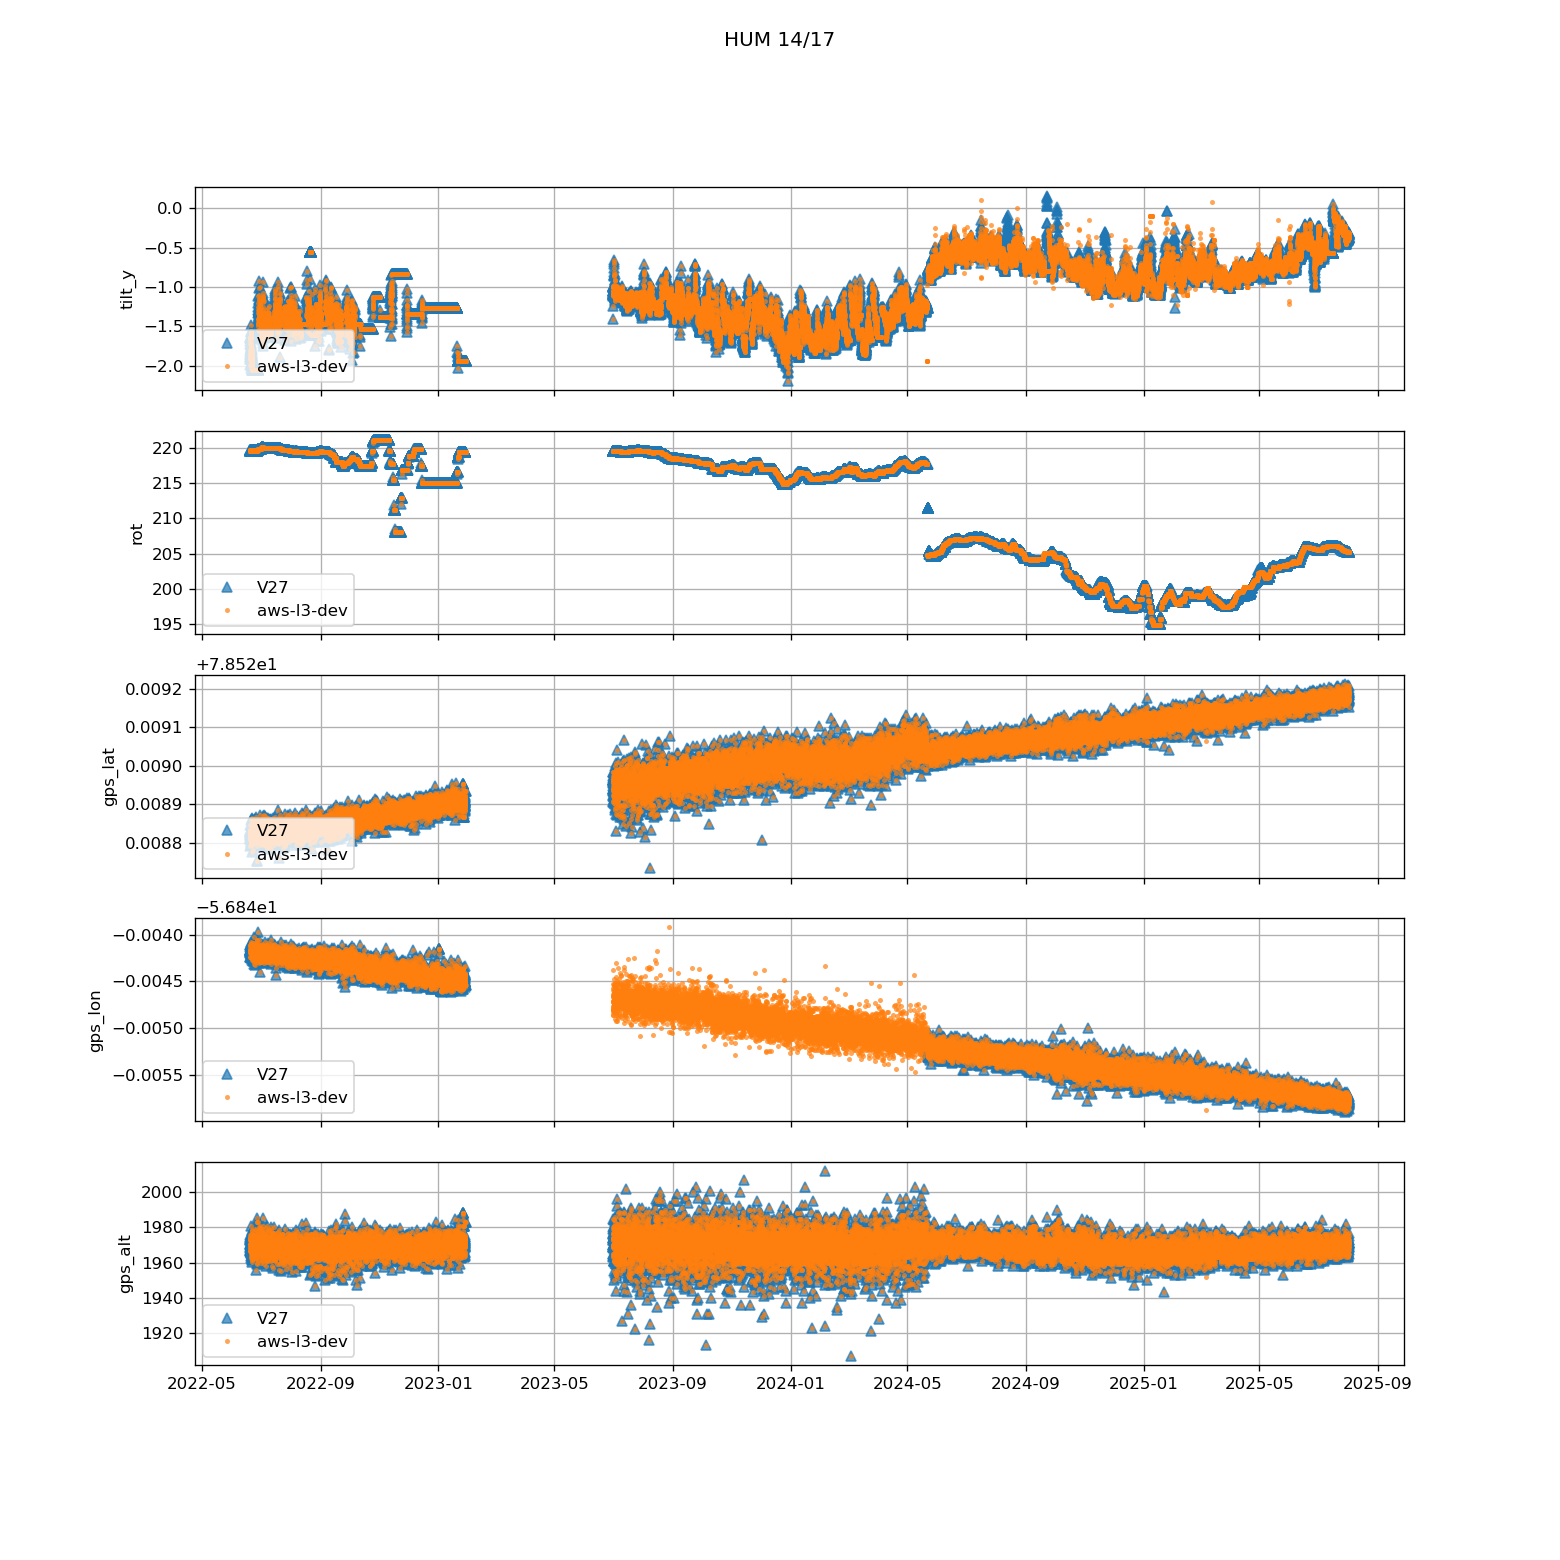 HUM 14/17
0.0
−0.5
−1.0
−1.5
−2.0
tilt_y
V27
aws-l3-dev
220
215
210
205
200
195
rot
V27
aws-l3-dev
+7.852e1
0.0092
0.0091
0.0090
0.0089
0.0088
gps_lat
V27
aws-l3-dev
−5.684e1
−0.0040
−0.0045
−0.0050
−0.0055
gps_lon
V27
aws-l3-dev
2000
1980
1960
1940
1920
gps_alt
V27
aws-l3-dev
2022-05 2022-09 2023-01 2023-05 2023-09 2024-01 2024-05 2024-09 2025-01 2025-05 2025-09